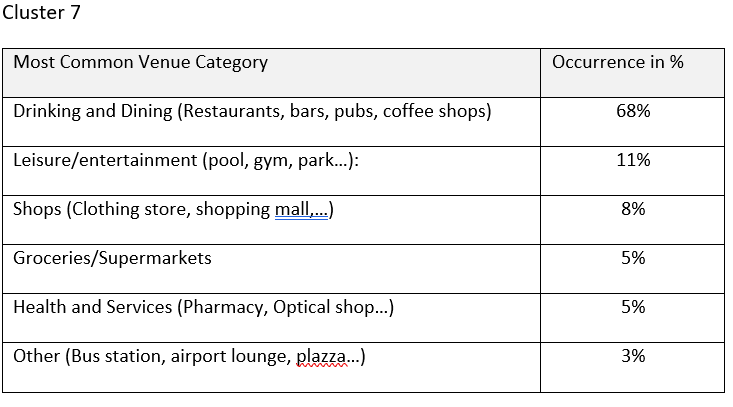 Cluster 7
Most Common Venue Category Occurrence in %
Drinking and Dining (Restaurants, bars, pubs, coffee shops) 68%
Leisure/entertainment (pool, gym, park...): 11%
Shops (Clothing store, shopping mall,...) 8%
Groceries/Supermarkets 5%
Health and Services (Pharmacy, Optical shop...) 5%
Other (Bus station, airport lounge, plazza...) 3%